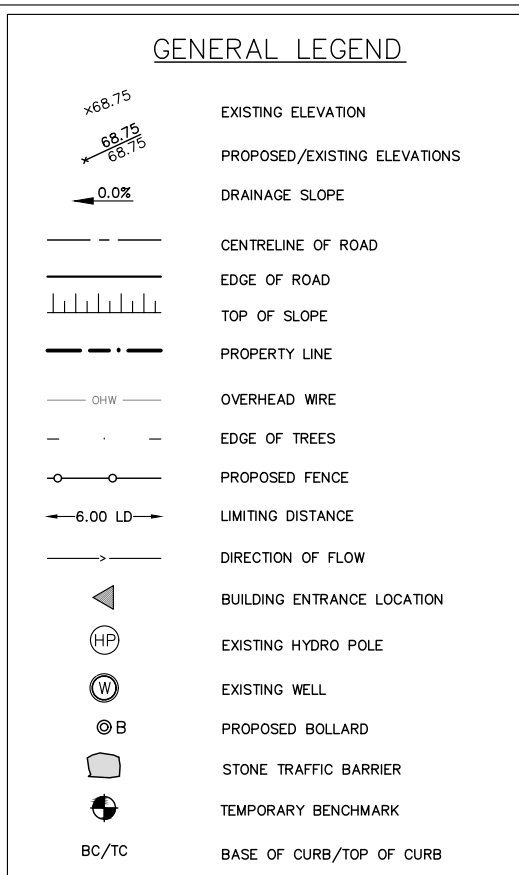 GENERAL LEGEND
×68.75 EXISTING ELEVATION
68.75
68.75 PROPOSED/EXISTING ELEVATIONS
0.0% DRAINAGE SLOPE
CENTRELINE OF ROAD
EDGE OF ROAD
TOP OF SLOPE
PROPERTY LINE
OHW OVERHEAD WIRE
EDGE OF TREES
PROPOSED FENCE
6.00 LD LIMITING DISTANCE
DIRECTION OF FLOW
BUILDING ENTRANCE LOCATION
HP EXISTING HYDRO POLE
W EXISTING WELL
B PROPOSED BOLLARD
STONE TRAFFIC BARRIER
TEMPORARY BENCHMARK
BC/TC BASE OF CURB/TOP OF CURB